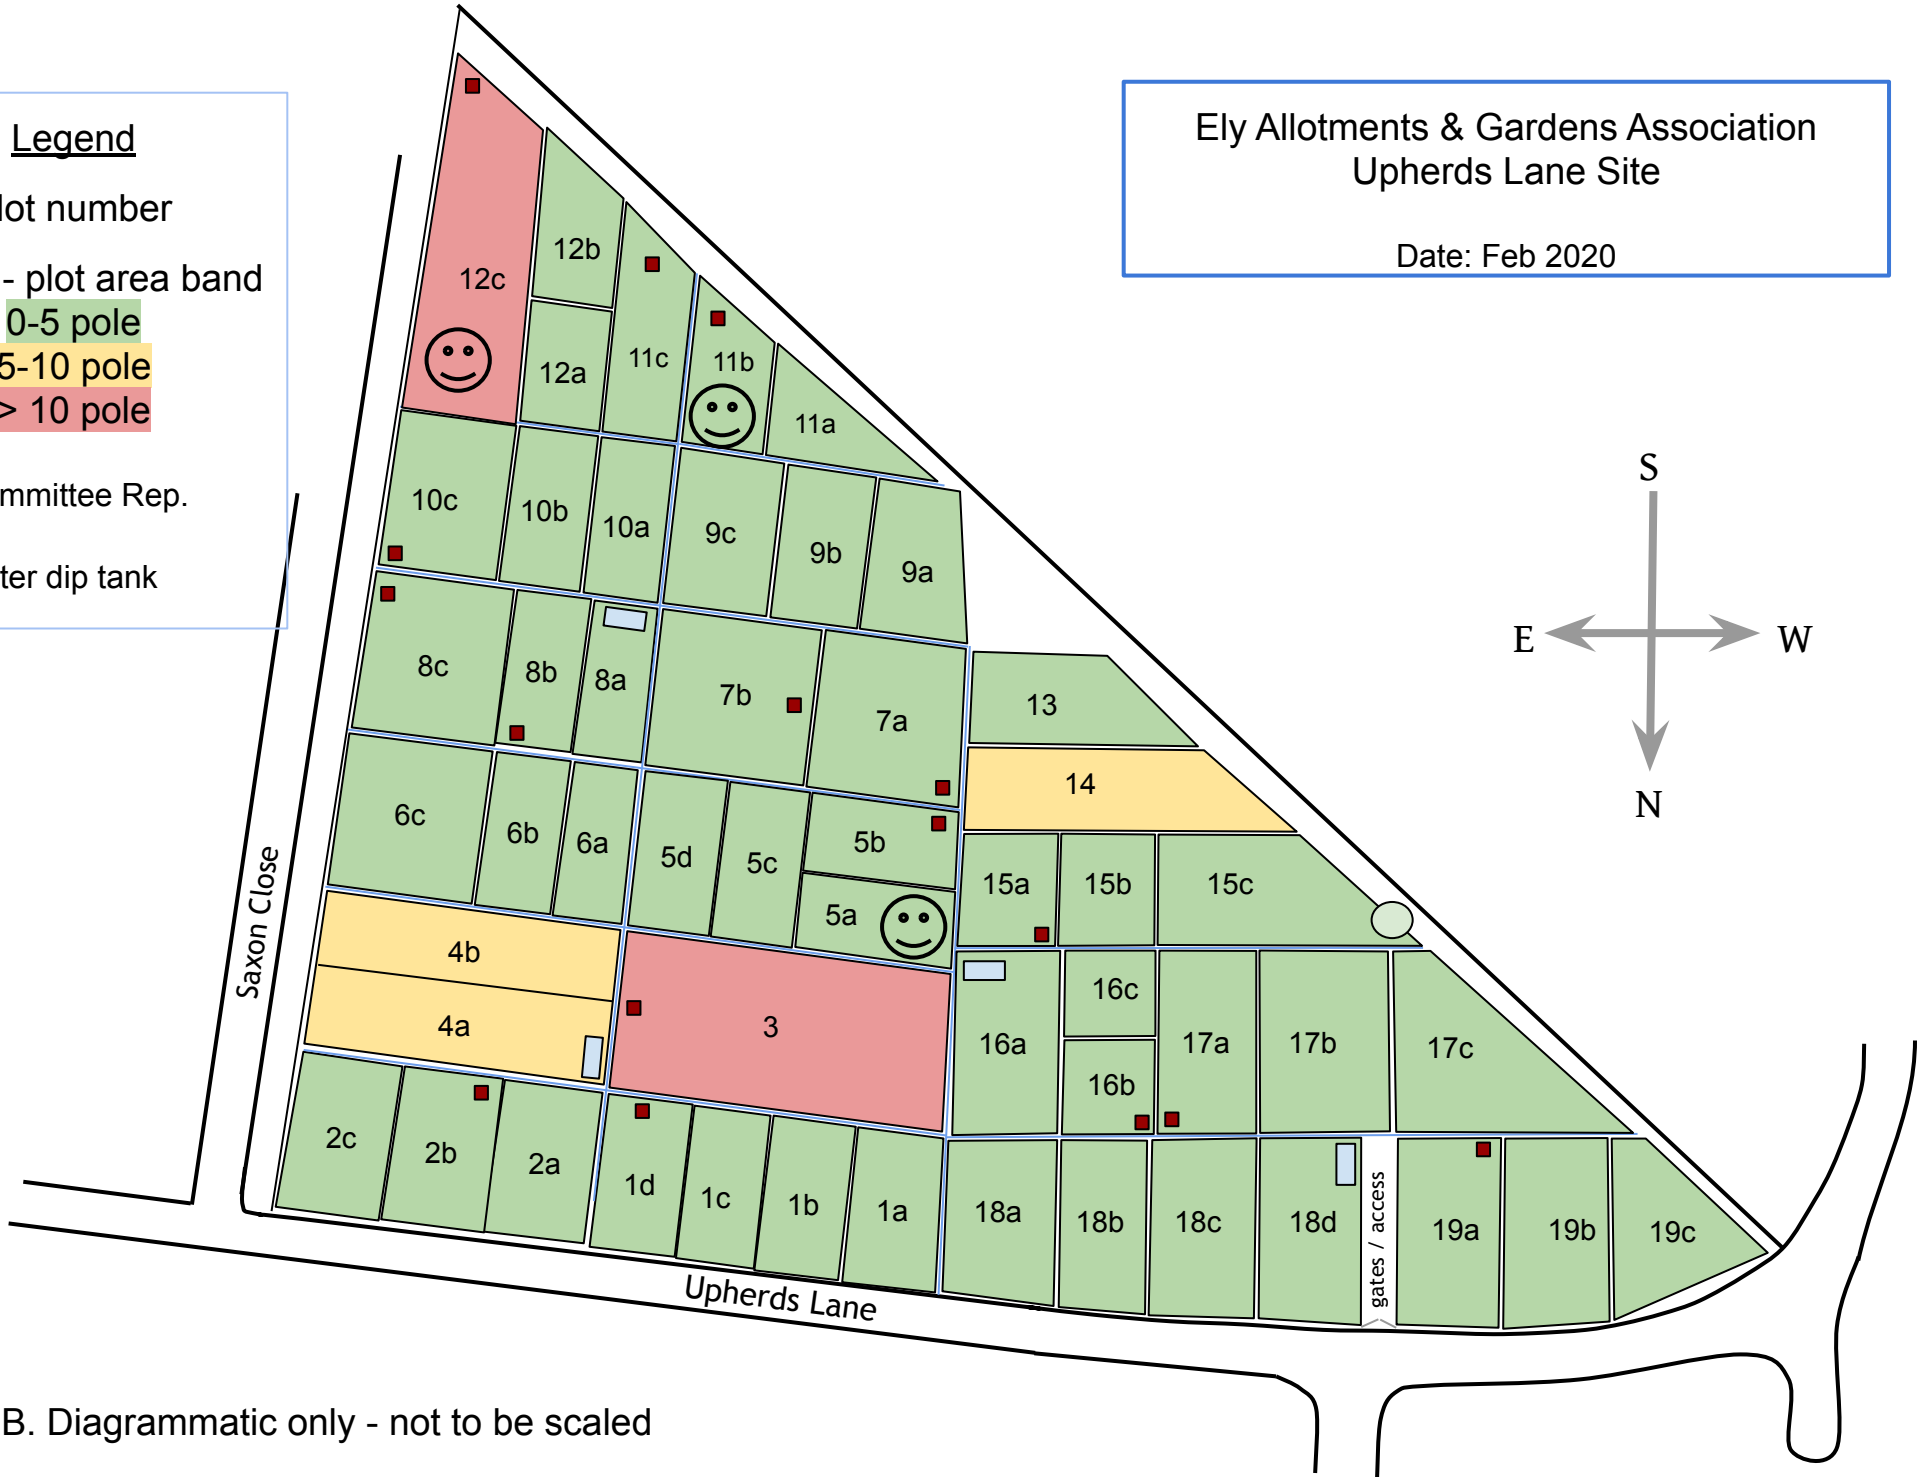 Ely Allotments & Gardens Association
Upherds Lane Site
Date: Feb 2020
Legend
lot number
- plot area band
0-5 pole
5-10 pole
> 10 pole
mmittee Rep.
ter dip tank
12c
12b
12a
11c
11b
11a
10c
10b
10a
9c
9b
9a
8c
8b
8a
7b
7a
13
14
6c
6b
6a
5d
5c
5b
5a
15a
15b
15c
4b
4a
3
16a
16c
16b
17a
17b
17c
2c
2b
2a
1d
1c
1b
1a
18a
18b
18c
18d
gates / access
19a
19b
19c
S
E
W
N
Saxon Close
Upherds Lane
B. Diagrammatic only - not to be scaled